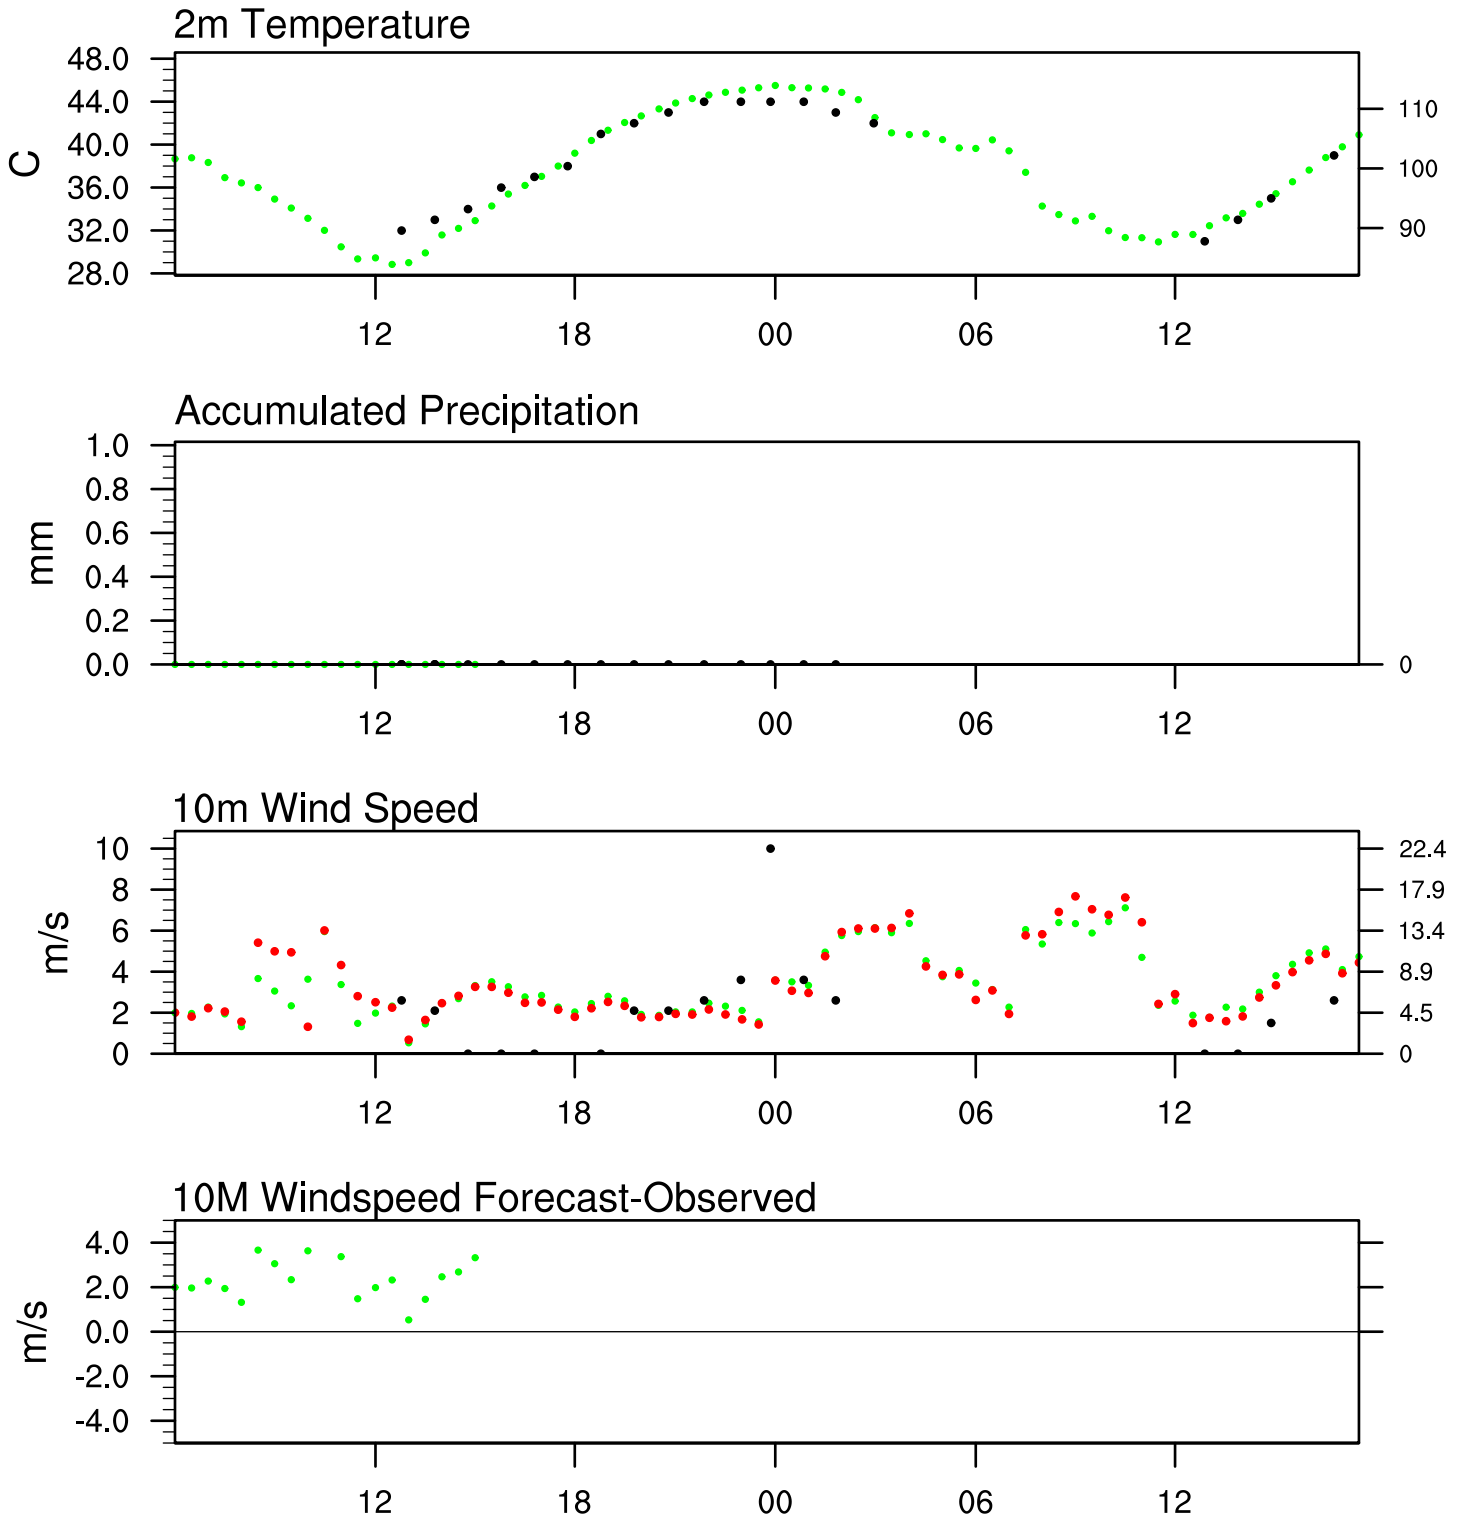 2m Temperature
48.0
44.0
40.0
36.0
32.0
28.0
C
110
100
90
12 18 00 06 12
Accumulated Precipitation
1.0
0.8
0.6
0.4
0.2
0.0
mm
0
12 18 00 06 12
10m Wind Speed
10
8
6
4
2
0
m/s
22.4
17.9
13.4
8.9
4.5
0
12 18 00 06 12
10M Windspeed Forecast-Observed
4.0
2.0
0.0
-2.0
-4.0
m/s
12 18 00 06 12